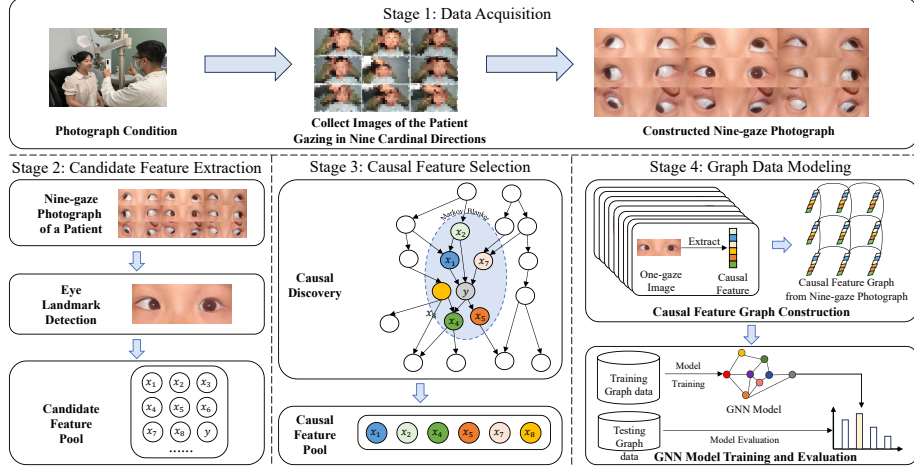 Stage 1: Data Acquisition
Photograph Condition
Collect Images of the Patient
Gazing in Nine Cardinal Directions
Constructed Nine-gaze Photograph
Stage 2: Candidate Feature Extraction
Nine-gaze
Photograph
of a Patient
Eye
Landmark
Detection
Candidate
Feature
Pool
x1 x2 x3
x4 x5 x6
x7 x8 y
......
Stage 3: Causal Feature Selection
Causal
Discovery
Markov Blanket
x2
x1
x7
y
x4
x5
Causal
Feature
Pool
x1 x2 x4 x5 x7 x8
Stage 4: Graph Data Modeling
Extract
One-gaze
Image
Causal
Feature
Causal Feature Graph
from Nine-gaze Photograph
Causal Feature Graph Construction
Training
Graph data
Model
Training
GNN Model
Testing
Graph
data
Model Evaluation
GNN Model Training and Evaluation